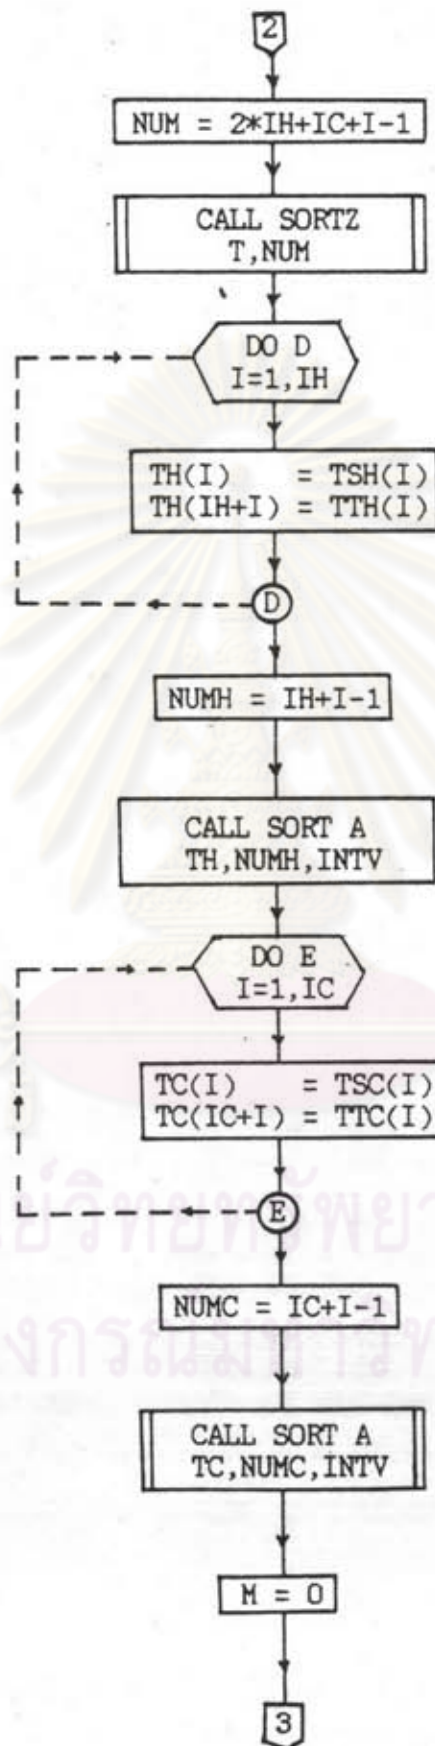 2
NUM = 2*IH+IC+I-1
CALL SORTZ
T,NUM
DO D
I=1,IH
TH(I) = TSH(I)
TH(IH+I) = TTH(I)
D
NUMH = IH+I-1
CALL SORT A
TH,NUMH,INTV
DO E
I=1,IC
TC(I) = TSC(I)
TC(IC+I) = TTC(I)
E
NUMC = IC+I-1
CALL SORT A
TC,NUMC,INTV
M = 0
3